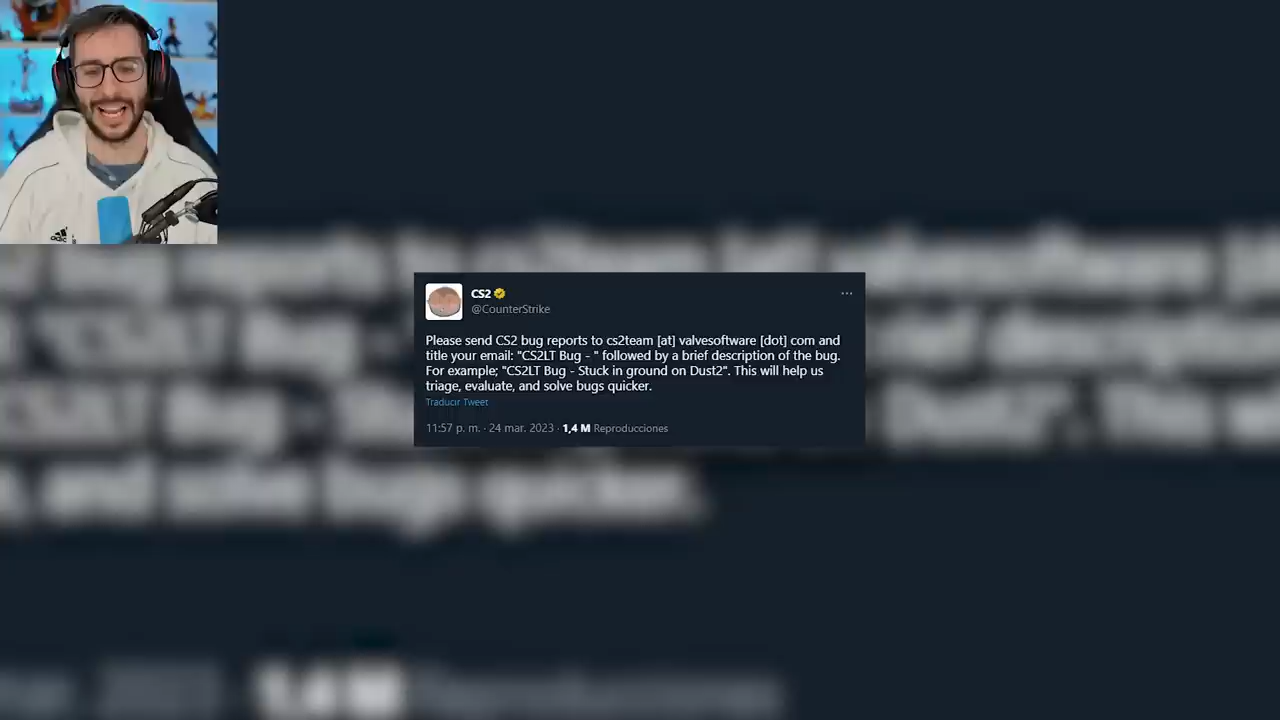 CS2
@CounterStrike
Please send CS2 bug reports to cs2team [at] valvesoftware [dot] com and
title your email: "CS2LT Bug - " followed by a brief description of the bug.
For example; "CS2LT Bug - Stuck in ground on Dust2". This will help us
triage, evaluate, and solve bugs quicker.
Traducir Tweet
11:57 p. m. · 24 mar. 2023 · 1,4 M Reproducciones